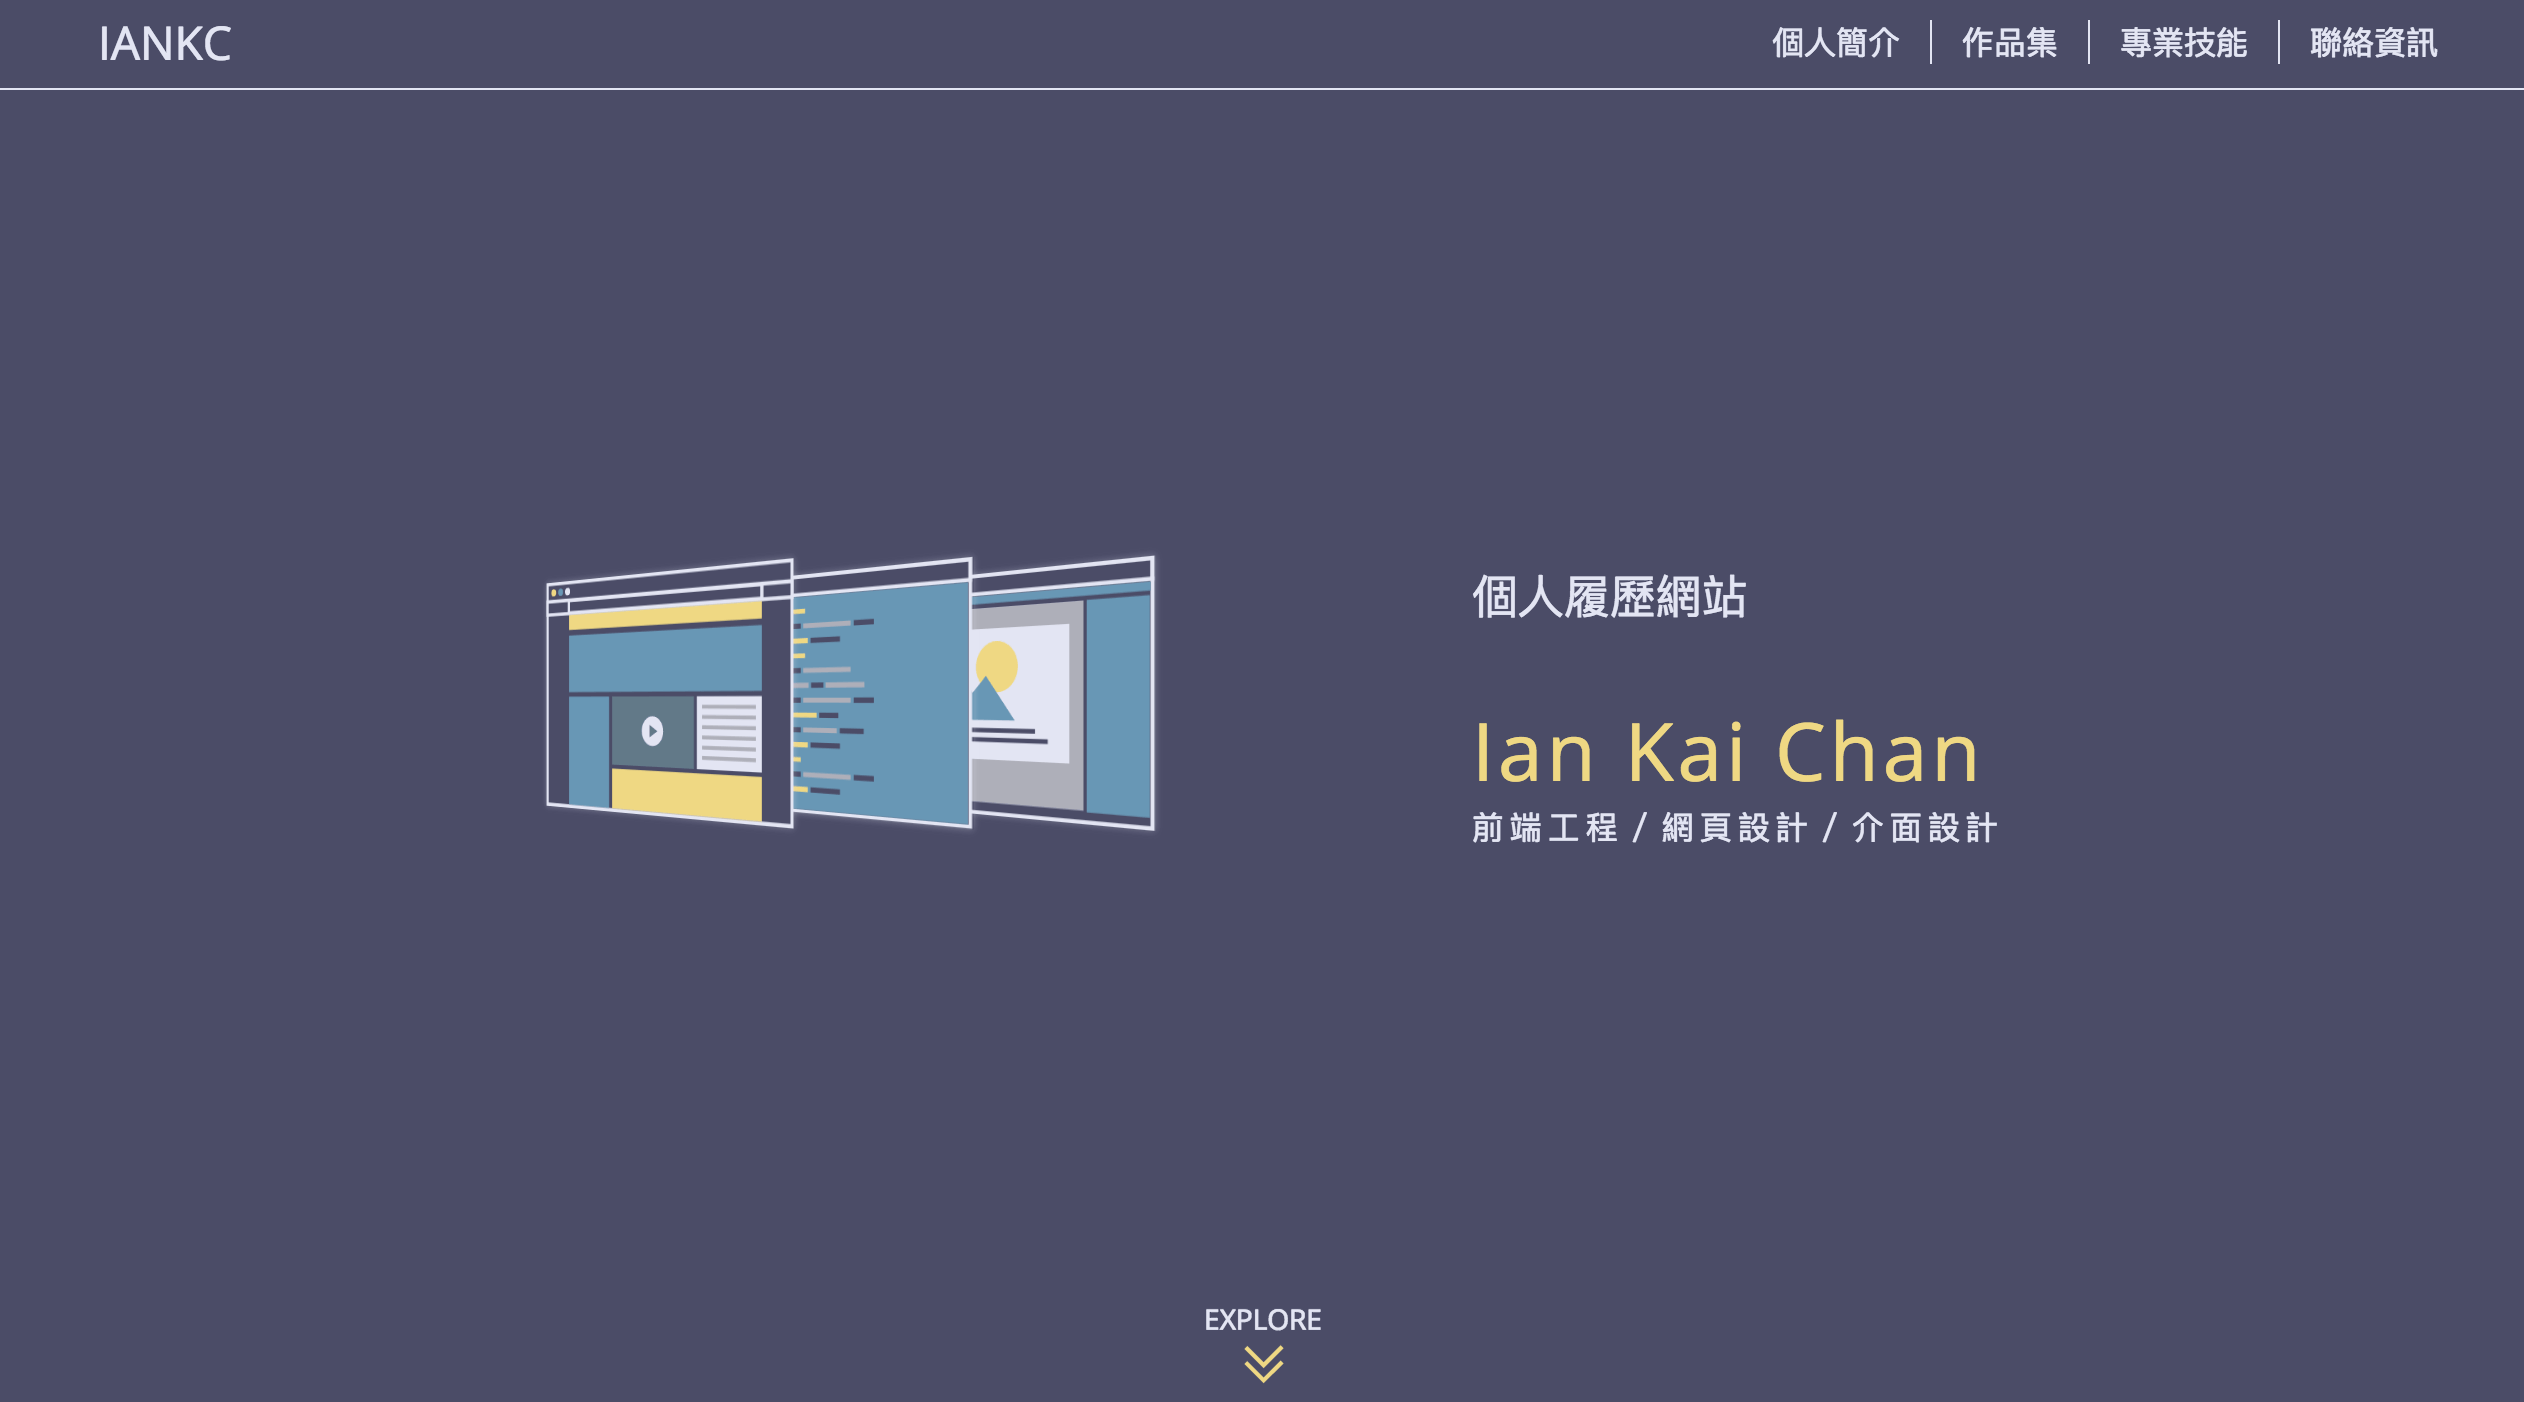 IANKC
個人簡介
作品集
專業技能
聯絡資訊
個人履歷網站
Ian Kai Chan
前端工程 / 網頁設計 / 介面設計
EXPLORE